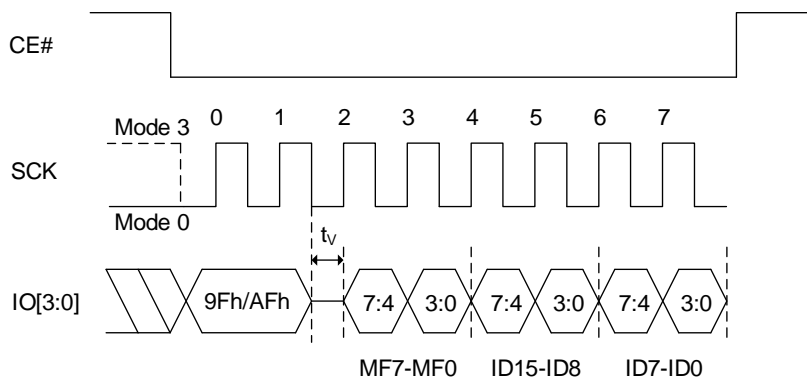 CE#
0 1 2 3 4 5 6 7
Mode 3
SCK
Mode 0
tV
IO[3:0] 9Fh/AFh 7:4 3:0 7:4 3:0 7:4 3:0
MF7-MF0 ID15-ID8 ID7-ID0